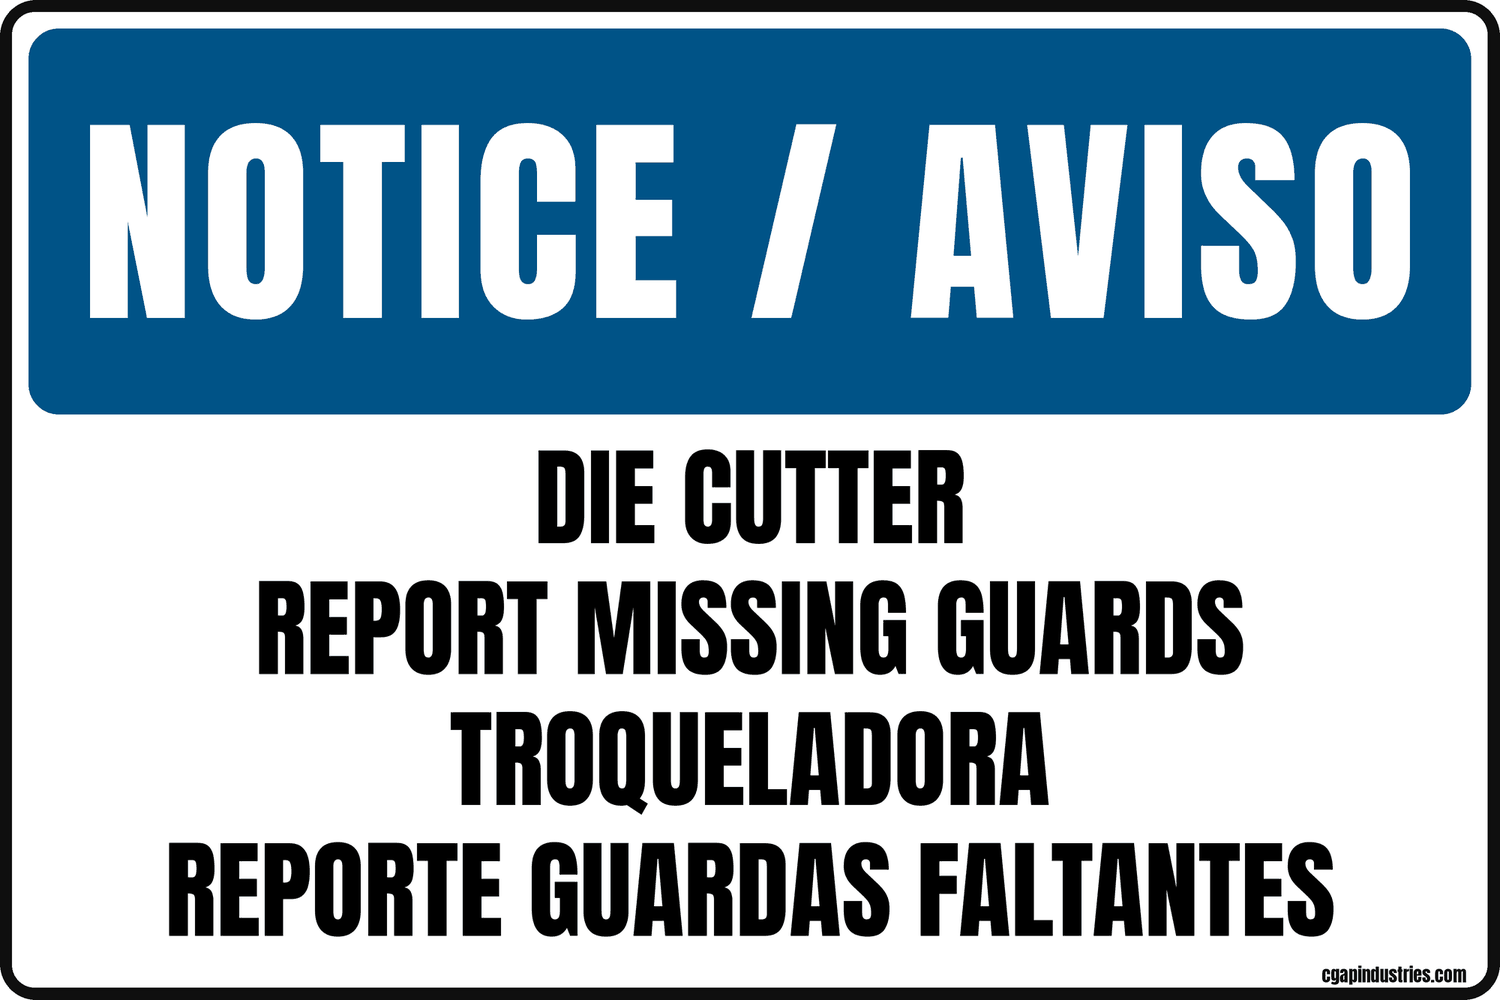 NOTICE / AVISO
DIE CUTTER
REPORT MISSING GUARDS
TROQUELADORA
REPORTE GUARDAS FALTANTES
cgapindustries.com